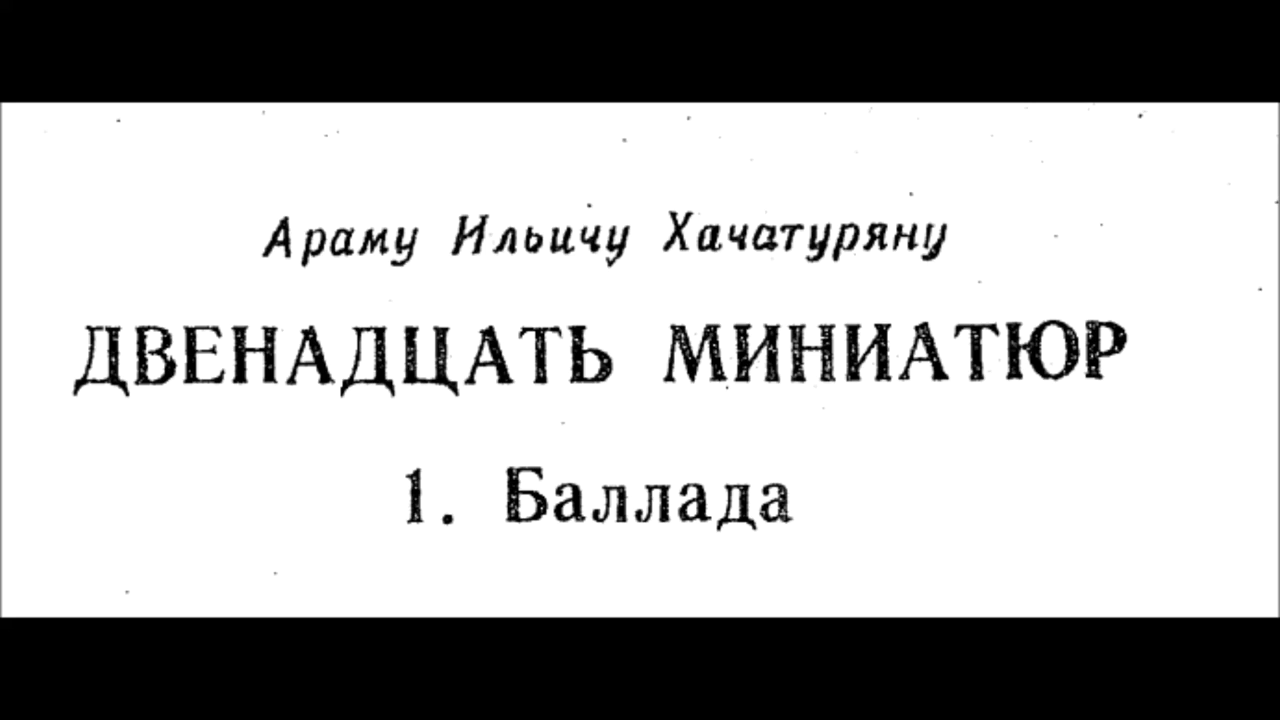 Араму Ильичу Хачатуряну
ДВЕНАДЦАТЬ МИНИАТЮР
1. Баллада